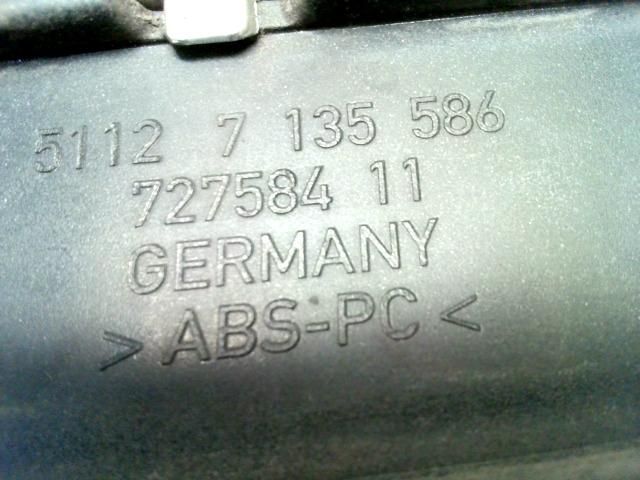 5112 7 135 586
727584 11
GERMANY
> ABS-PC <